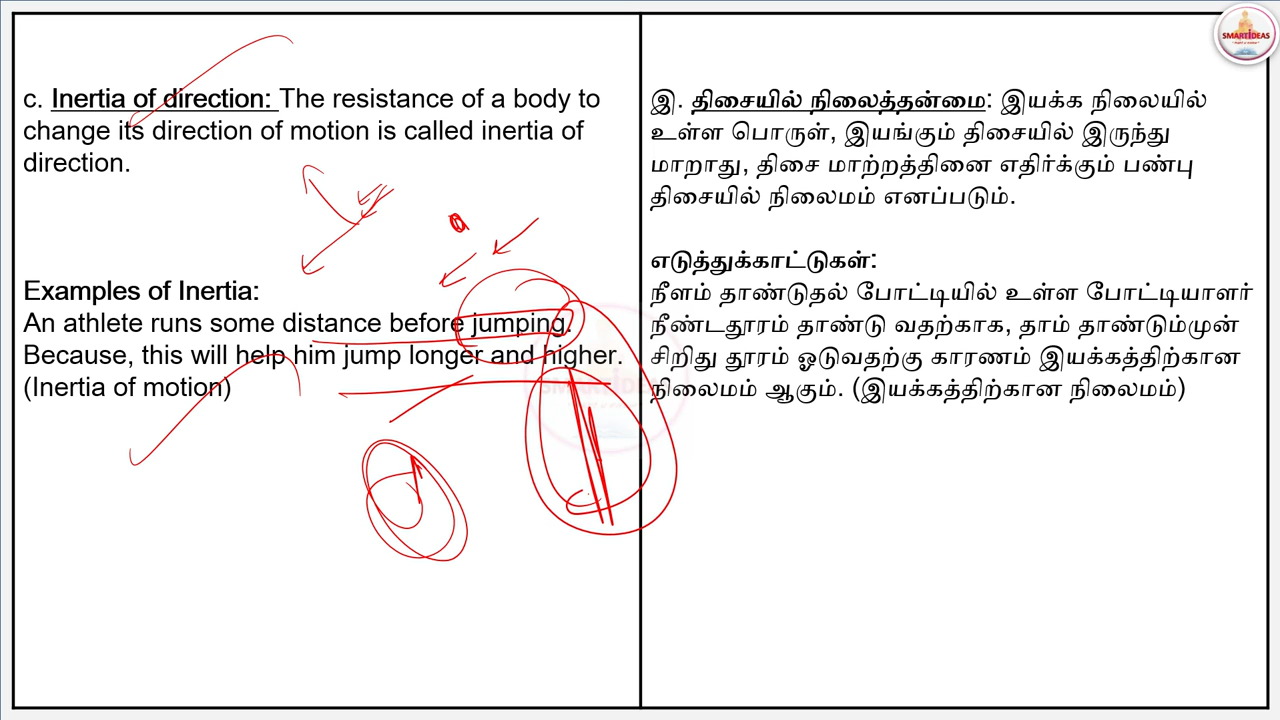 SMARTIDEAS
c. Inertia of direction: The resistance of a body to
change its direction of motion is called inertia of
direction.
Examples of Inertia:
An athlete runs some distance before jumping.
Because, this will help him jump longer and higher.
(Inertia of motion)
இ. திசையில் நிலைத்தன்மை: இயக்க நிலையில்
உள்ள பொருள், இயங்கும் திசையில் இருந்து
மாறாது, திசை மாற்றத்தினை எதிர்க்கும் பண்பு
திசையில் நிலைமம் எனப்படும்.
எடுத்துக்காட்டுகள்:
நீளம் தாண்டுதல் போட்டியில் உள்ள போட்டியாளர்
நீண்டதூரம் தாண்டு வதற்காக, தாம் தாண்டும்முன்
சிறிது தூரம் ஓடுவதற்கு காரணம் இயக்கத்திற்கான
நிலைமம் ஆகும். (இயக்கத்திற்கான நிலைமம்)